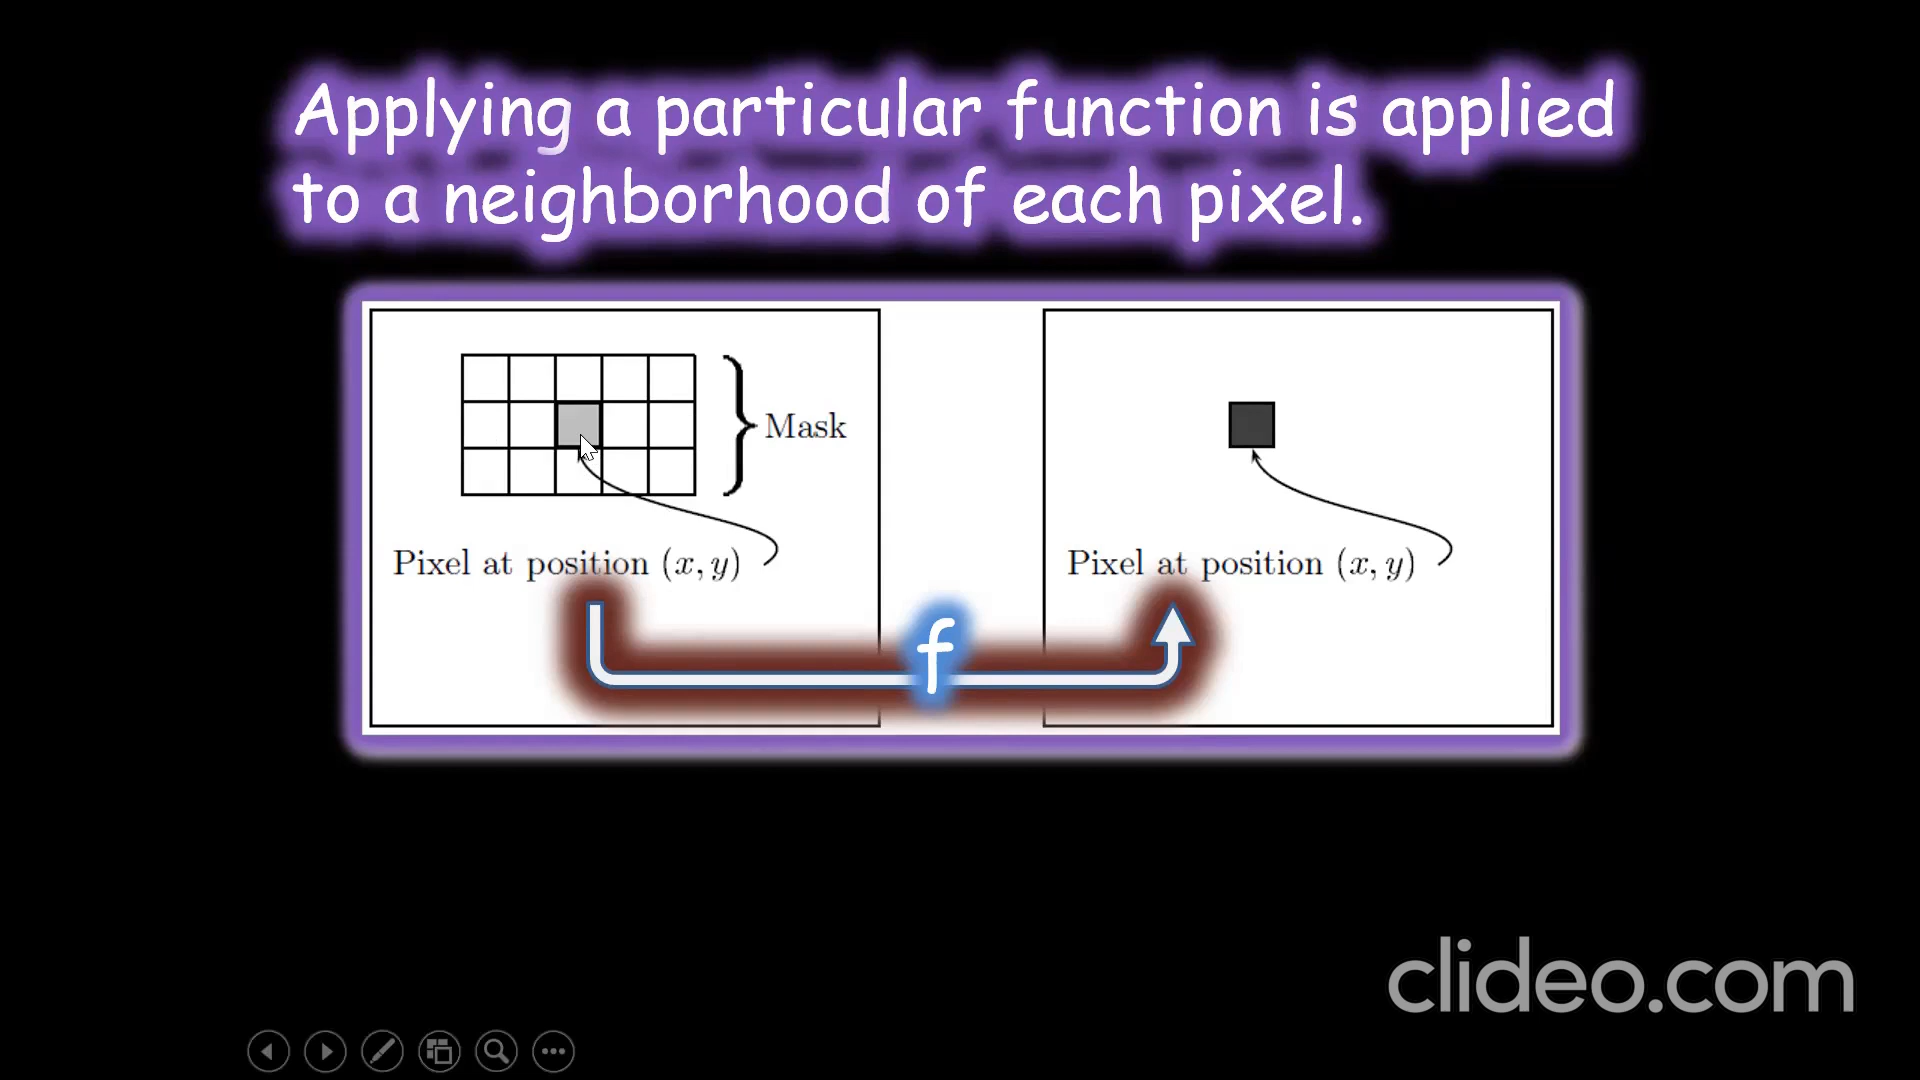 Applying a particular function is applied
to a neighborhood of each pixel.
Mask
Pixel at position (x, y)
Pixel at position (x, y)
f
clideo.com